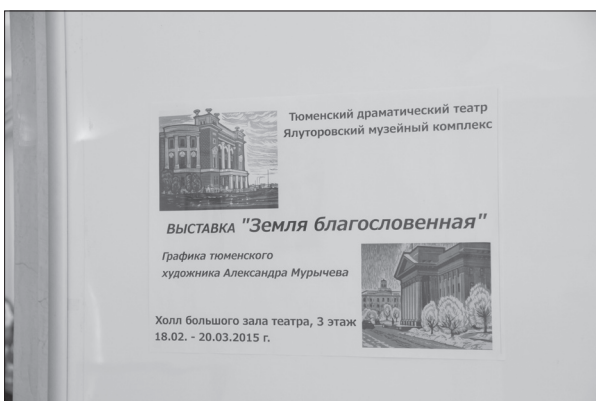 Тюменский драматический театр
Ялуторовский музейный комплекс
ВЫСТАВКА "Земля благословенная"
Графика тюменского
художника Александра Мурычева
Холл большого зала театра, 3 этаж
18.02. - 20.03.2015 г.